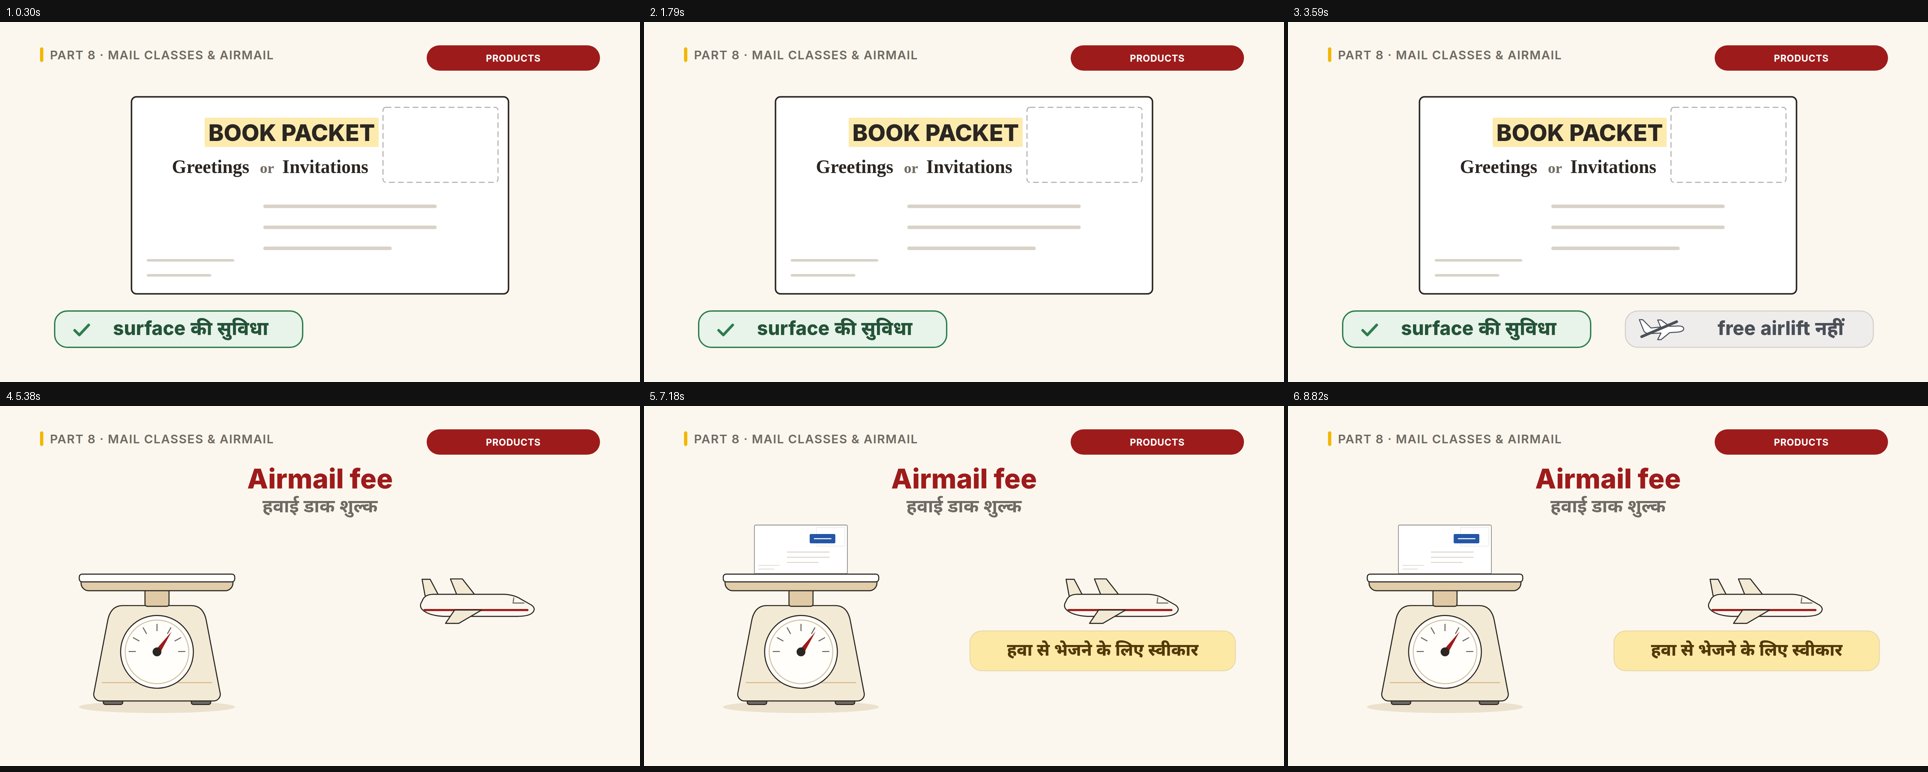 1. 0.30s
PART 8 · MAIL CLASSES & AIRMAIL
PRODUCTS
BOOK PACKET
Greetings or Invitations
surface की सुविधा
2. 1.79s
PART 8 · MAIL CLASSES & AIRMAIL
PRODUCTS
BOOK PACKET
Greetings or Invitations
surface की सुविधा
3. 3.59s
PART 8 · MAIL CLASSES & AIRMAIL
PRODUCTS
BOOK PACKET
Greetings or Invitations
surface की सुविधा
free airlift नहीं
4. 5.38s
PART 8 · MAIL CLASSES & AIRMAIL
PRODUCTS
Airmail fee
हवाई डाक शुल्क
5. 7.18s
PART 8 · MAIL CLASSES & AIRMAIL
PRODUCTS
Airmail fee
हवाई डाक शुल्क
हवा से भेजने के लिए स्वीकार
6. 8.82s
PART 8 · MAIL CLASSES & AIRMAIL
PRODUCTS
Airmail fee
हवाई डाक शुल्क
हवा से भेजने के लिए स्वीकार